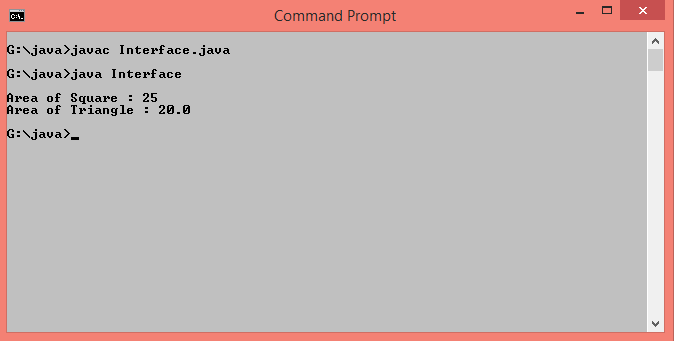 Command Prompt
G:\java>javac Interface.java
G:\java>java Interface
Area of Square : 25
Area of Triangle : 20.0
G:\java>